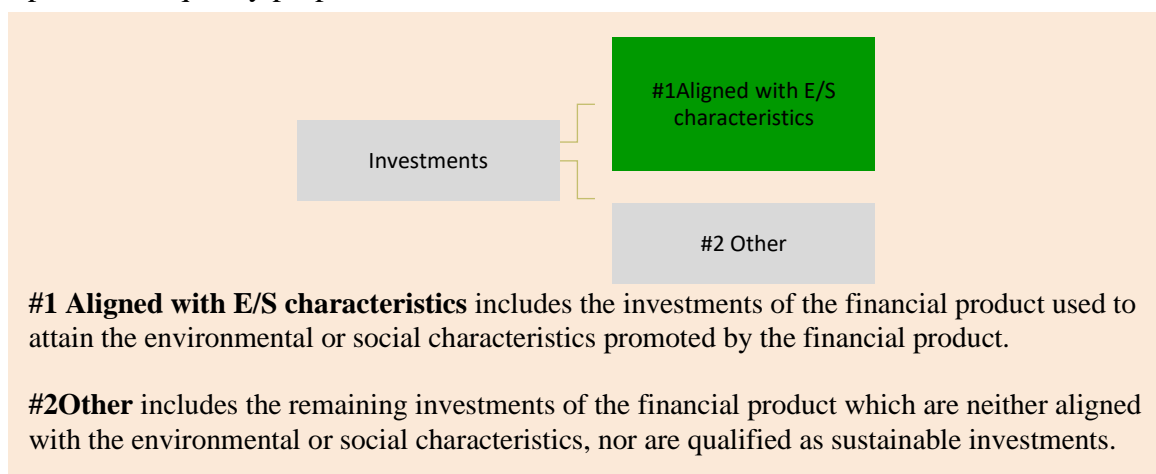 #1Aligned with E/S
characteristics
Investments
#2 Other
#1 Aligned with E/S characteristics includes the investments of the financial product used to
attain the environmental or social characteristics promoted by the financial product.
#2Other includes the remaining investments of the financial product which are neither aligned
with the environmental or social characteristics, nor are qualified as sustainable investments.